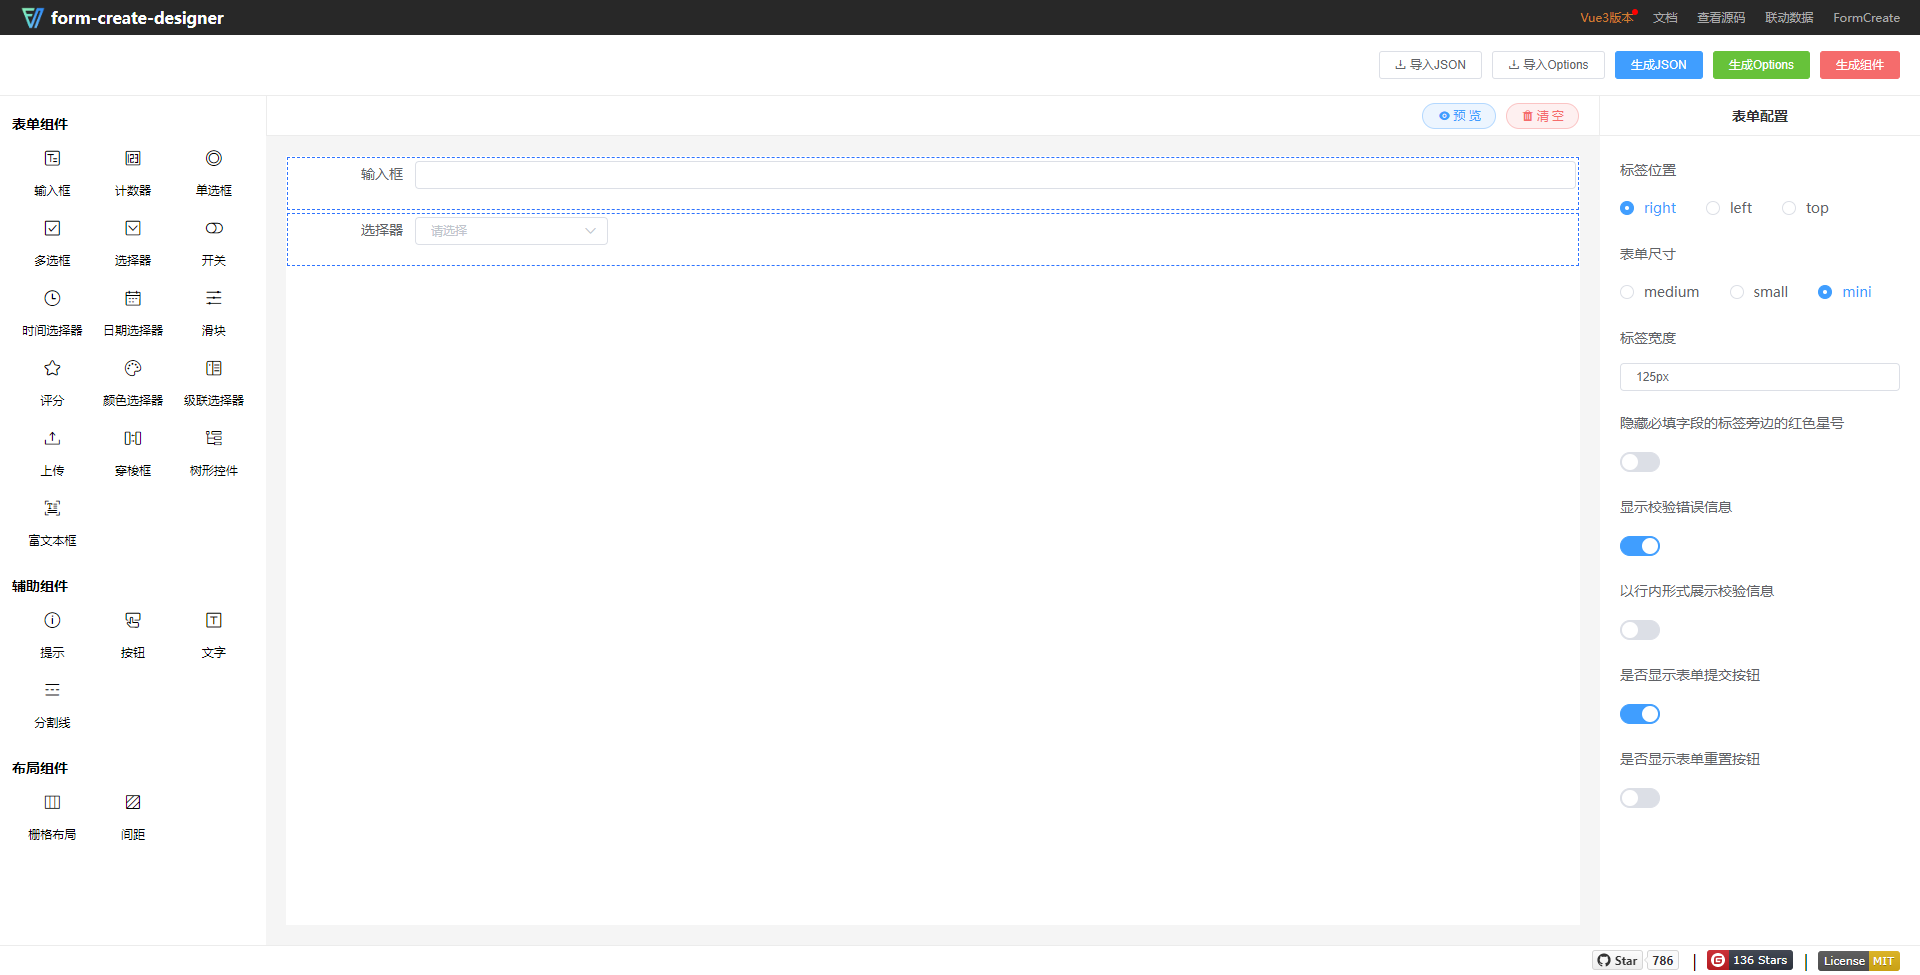 form-create-designer
Vue3版本 文档 查看源码 联动数据 FormCreate
导入JSON 导入Options 生成JSON 生成Options 生成组件
预览 清空
表单组件
输入框 计数器 单选框
多选框 选择器 开关
时间选择器 日期选择器 滑块
评分 颜色选择器 级联选择器
上传 穿梭框 树形控件
富文本框
辅助组件
提示 按钮 文字
分割线
布局组件
栅格布局 间距
输入框
选择器 请选择
表单配置
标签位置
right left top
表单尺寸
medium small mini
标签宽度
125px
隐藏必填字段的标签旁边的红色星号
显示校验错误信息
以行内形式展示校验信息
是否显示表单提交按钮
是否显示表单重置按钮
Star 786 | 136 Stars | License MIT